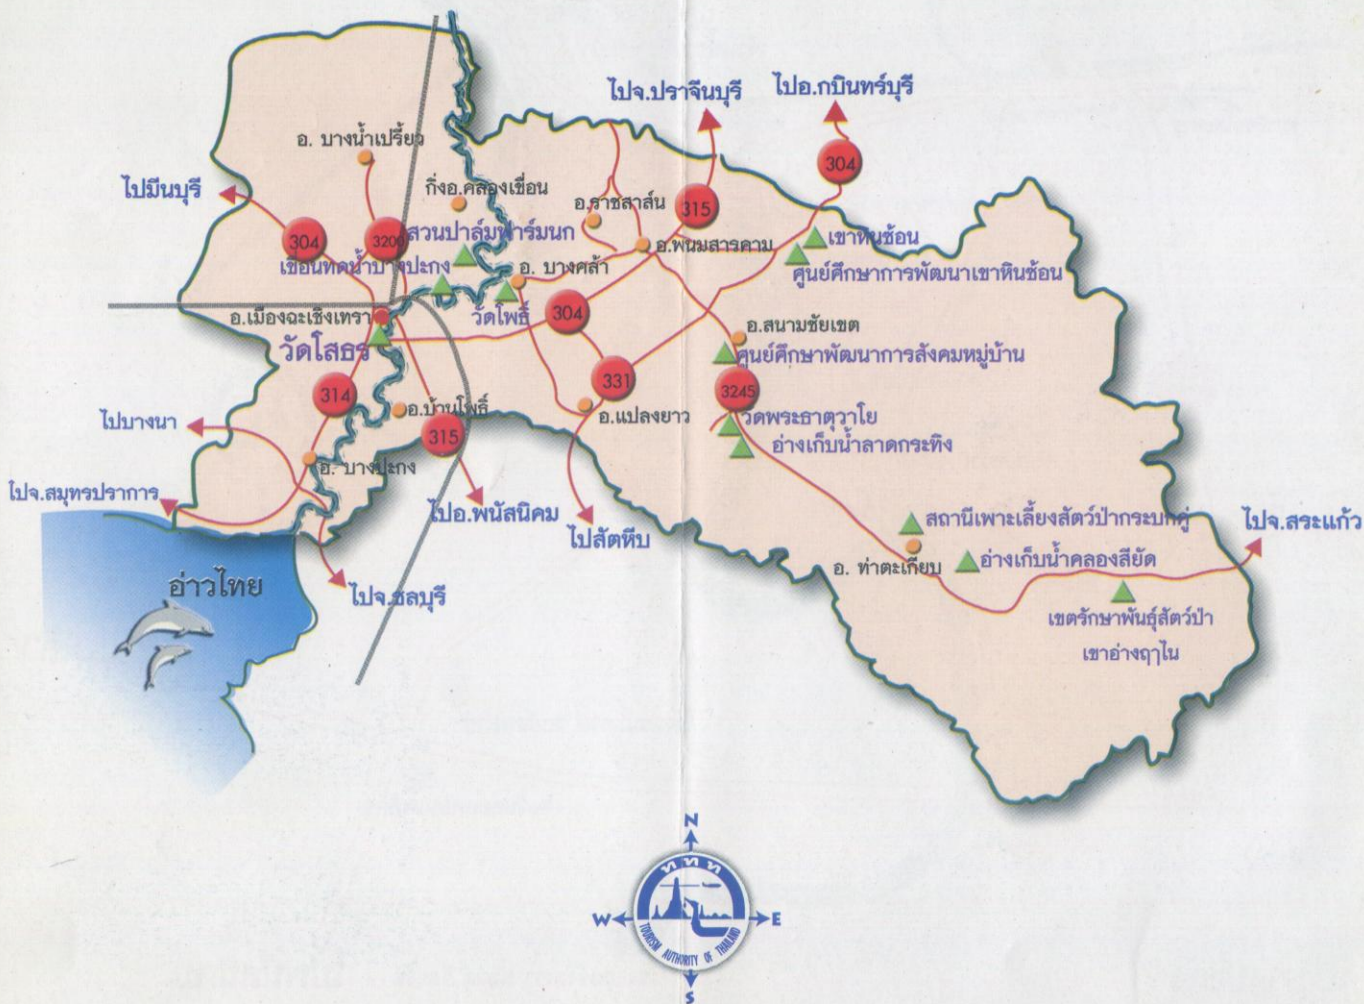 ไปจ.ปราจีนบุรี
ไปอ.กบินทร์บุรี
อ. บางน้ำเปรี้ยว
304
ไปมีนบุรี
กิ่งอ.คลองเขื่อน
อ.ราชสาส์น
315
304
3200
สวนปาล์มฟาร์มนก
อ.พนมสารคาม
เขาหินซ้อน
เขื่อนทดน้ำบางปะกง
อ. บางคล้า
ศูนย์ศึกษาการพัฒนาเขาหินซ้อน
อ.เมืองฉะเชิงเทรา
วัดโพธิ์
304
อ.สนามชัยเขต
วัดโสธร
ศูนย์ศึกษาพัฒนาการสังคมหมู่บ้าน
314
331
3245
ไปบางนา
อ.บ้านโพธิ์
อ.แปลงยาว
วัดพระธาตุวาโย
315
อ่างเก็บน้ำลาดกระทิง
อ. บางปะกง
ไปจ.สมุทรปราการ
ไปอ.พนัสนิคม
ไปสัตหีบ
สถานีเพาะเลี้ยงสัตว์ป่ากระบกคู่
ไปจ.สระแก้ว
อ. ท่าตะเกียบ
อ่างเก็บน้ำคลองสียัด
อ่าวไทย
ไปจ.ชลบุรี
เขตรักษาพันธุ์สัตว์ป่า
เขาอ่างฤๅไน
N
ททท
W
E
TOURISM AUTHORITY OF THAILAND
S